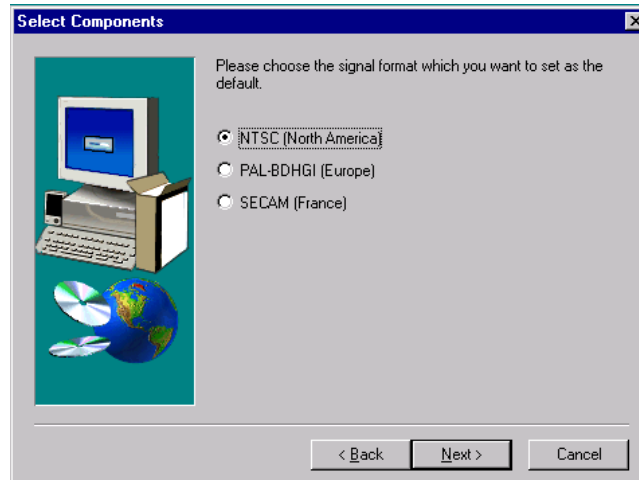 Select Components
Please choose the signal format which you want to set as the
default.
NTSC (North America)
PAL-BDHGI (Europe)
SECAM (France)
< Back
Next >
Cancel